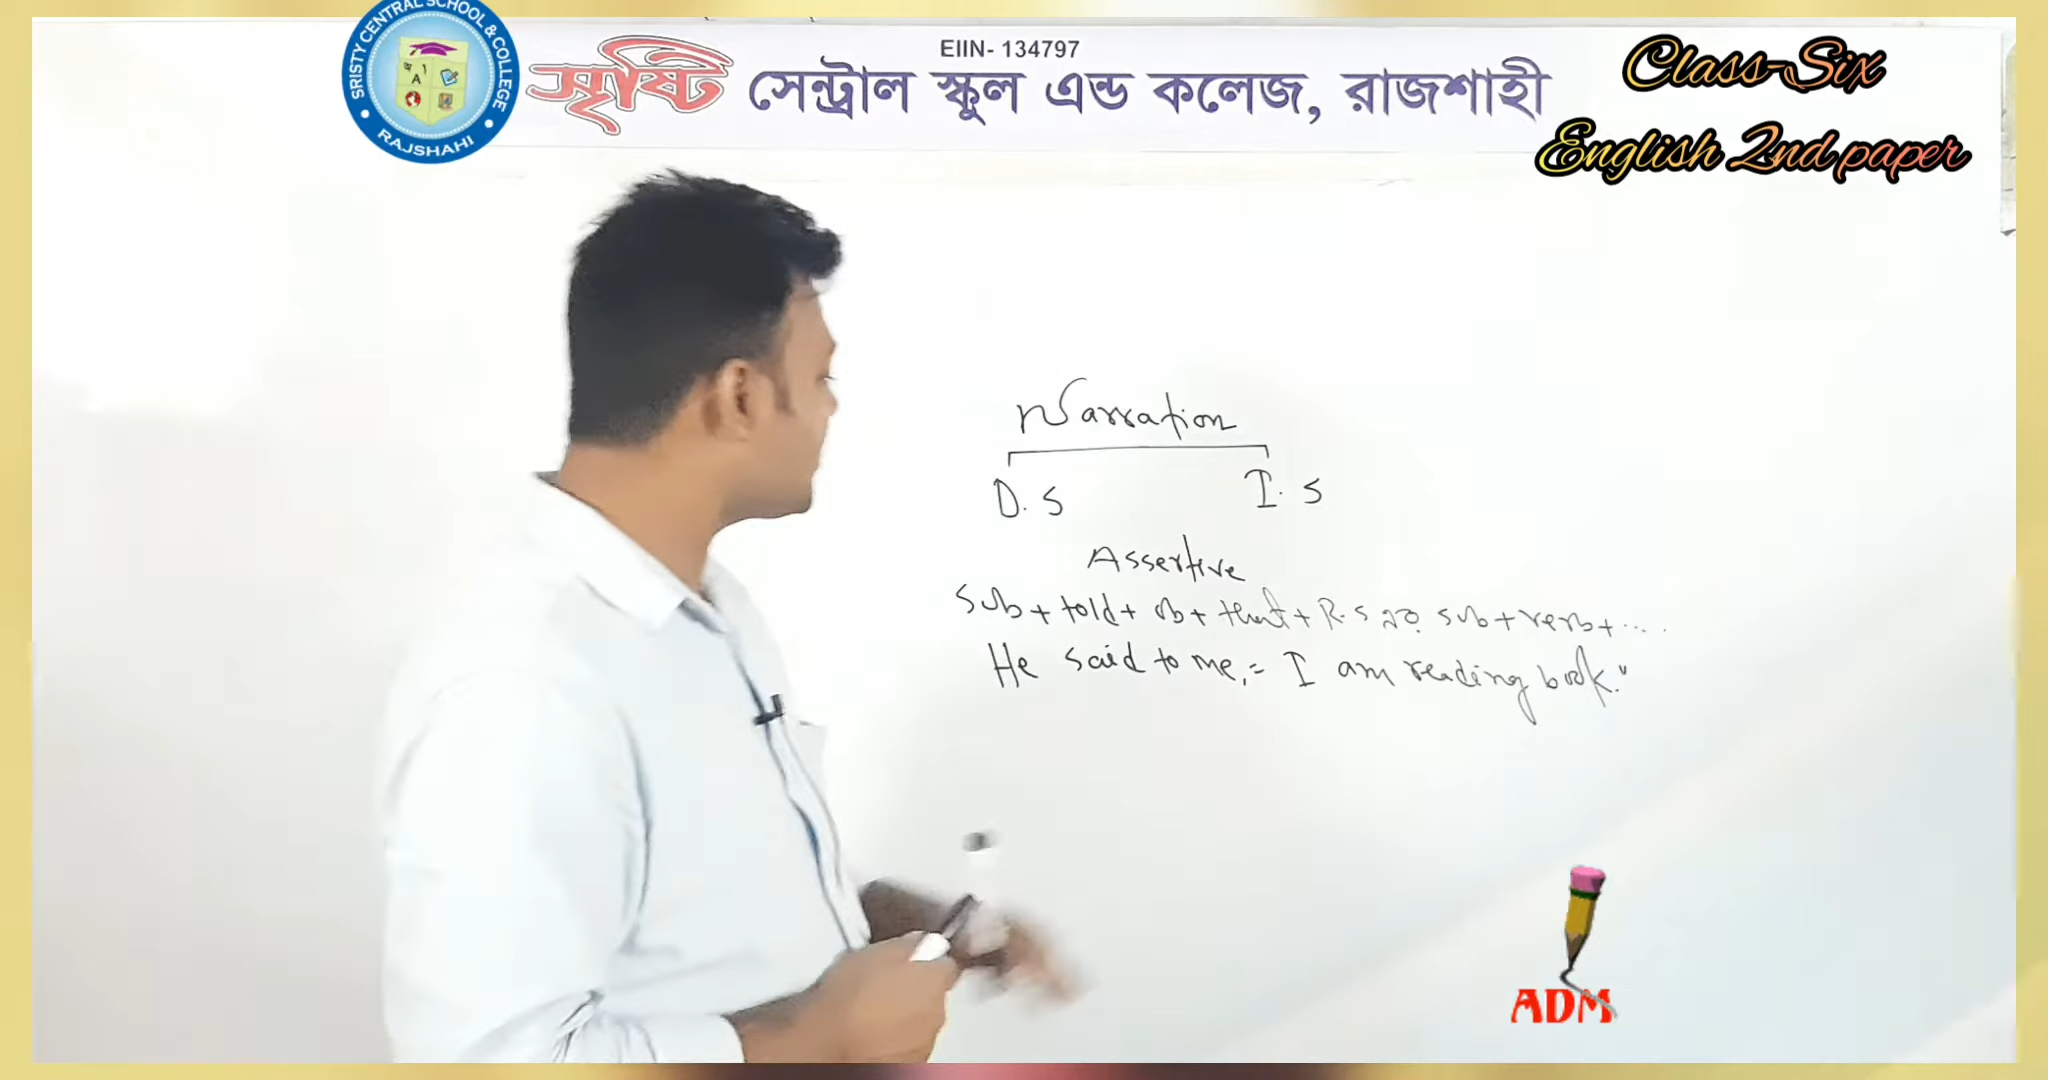 SRISTY CENTRAL SCHOOL & COLLEGE
RAJSHAHI
EIIN- 134797
সৃষ্টি সেন্ট্রাল স্কুল এন্ড কলেজ, রাজশাহী
Class-Six
English 2nd paper
Narration
D. S I. S
Assertive
Sub + told + ob + that + R.S এর sub + verb + ....
He said to me, " I am reading book."
ADM